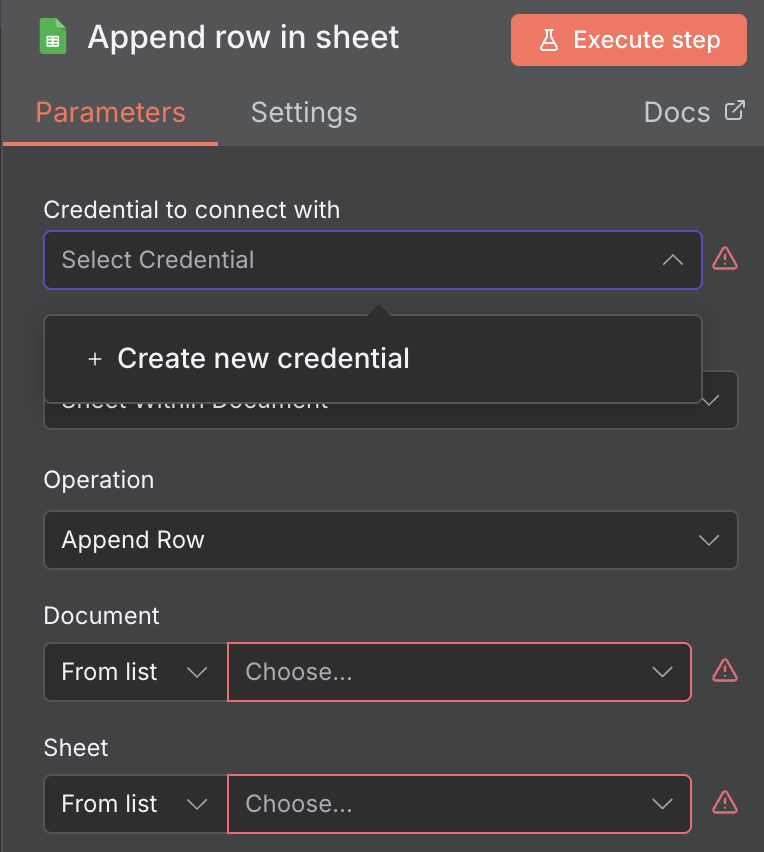 Append row in sheet
Execute step
Parameters
Settings
Docs
Credential to connect with
Select Credential
+ Create new credential
Sheet Within Document
Operation
Append Row
Document
From list
Choose...
Sheet
From list
Choose...